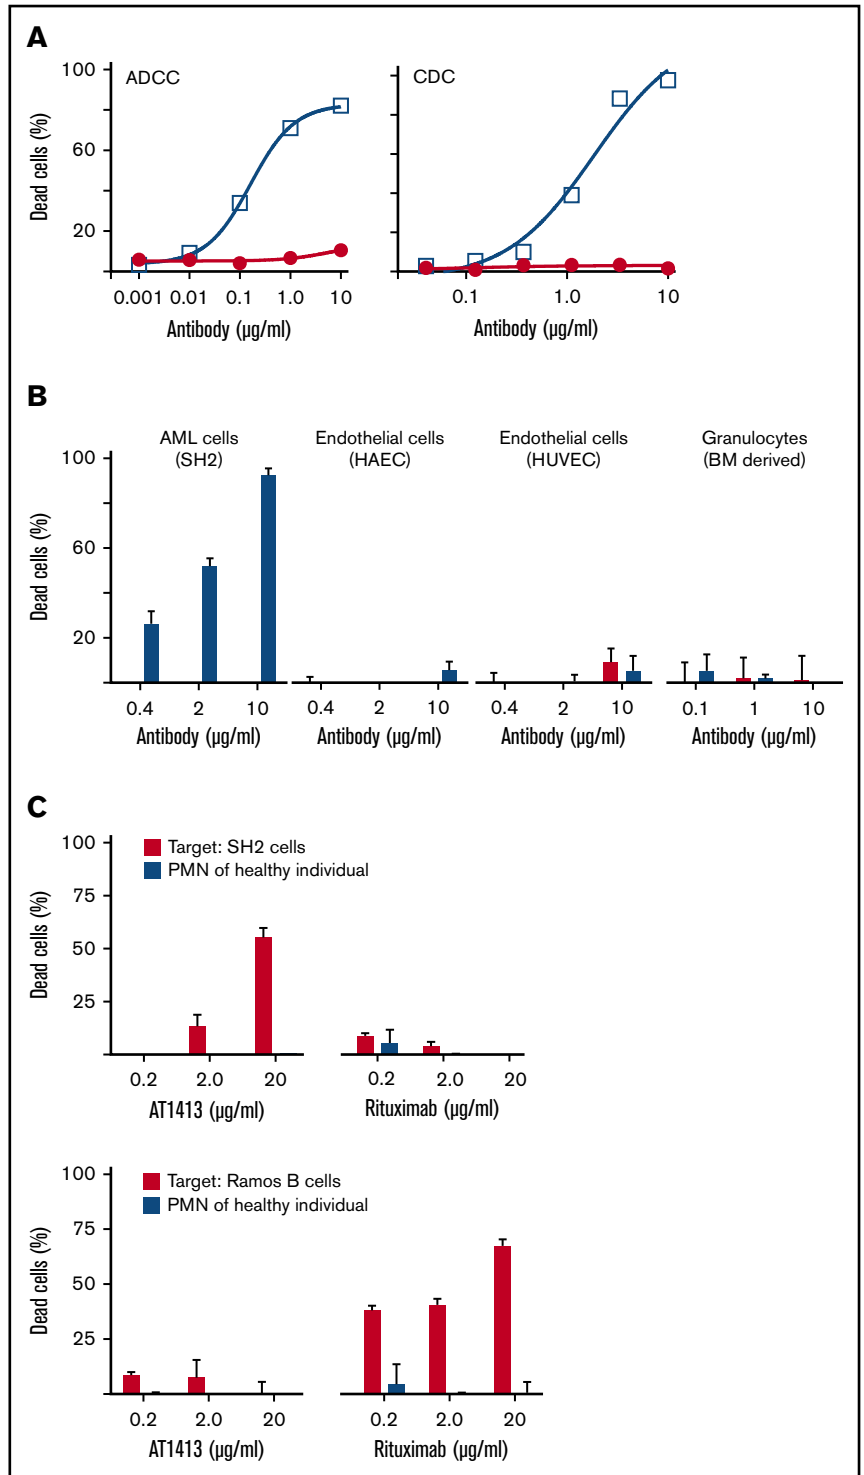 A
ADCC
CDC
Dead cells (%)
100
60
20
0.001 0.01 0.1 1.0 10
Antibody (µg/ml)
0.1 1.0 10
Antibody (µg/ml)
B
AML cells
(SH2)
Endothelial cells
(HAEC)
Endothelial cells
(HUVEC)
Granulocytes
(BM derived)
Dead cells (%)
100
60
20
0.4 2 10
Antibody (µg/ml)
0.4 2 10
Antibody (µg/ml)
0.4 2 10
Antibody (µg/ml)
0.1 1 10
Antibody (µg/ml)
C
Target: SH2 cells
PMN of healthy individual
Dead cells (%)
100
75
50
25
0.2 2.0 20
AT1413 (µg/ml)
0.2 2.0 20
Rituximab (µg/ml)
Target: Ramos B cells
PMN of healthy individual
Dead cells (%)
100
75
50
25
0.2 2.0 20
AT1413 (µg/ml)
0.2 2.0 20
Rituximab (µg/ml)